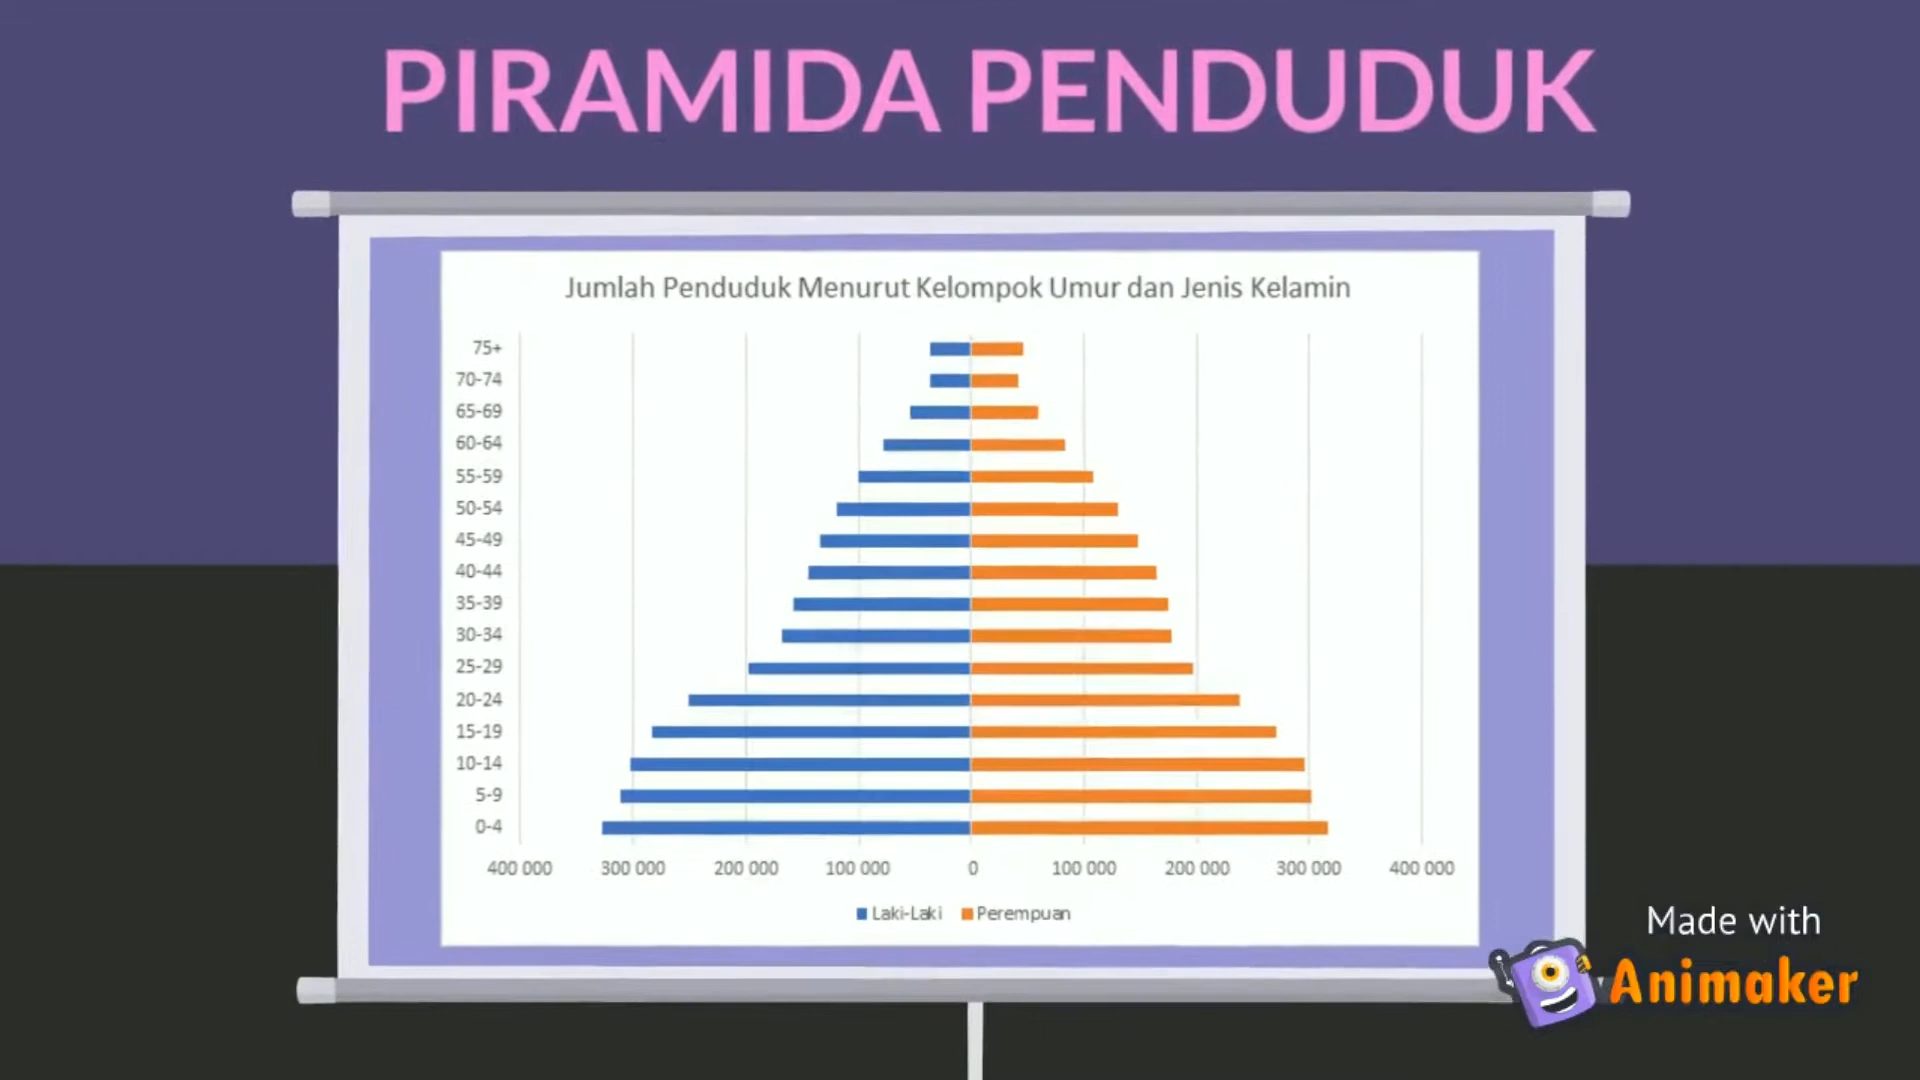 PIRAMIDA PENDUDUK
Jumlah Penduduk Menurut Kelompok Umur dan Jenis Kelamin
75+
70-74
65-69
60-64
55-59
50-54
45-49
40-44
35-39
30-34
25-29
20-24
15-19
10-14
5-9
0-4
400 000 300 000 200 000 100 000 0 100 000 200 000 300 000 400 000
Laki-Laki Perempuan
Made with
Animaker